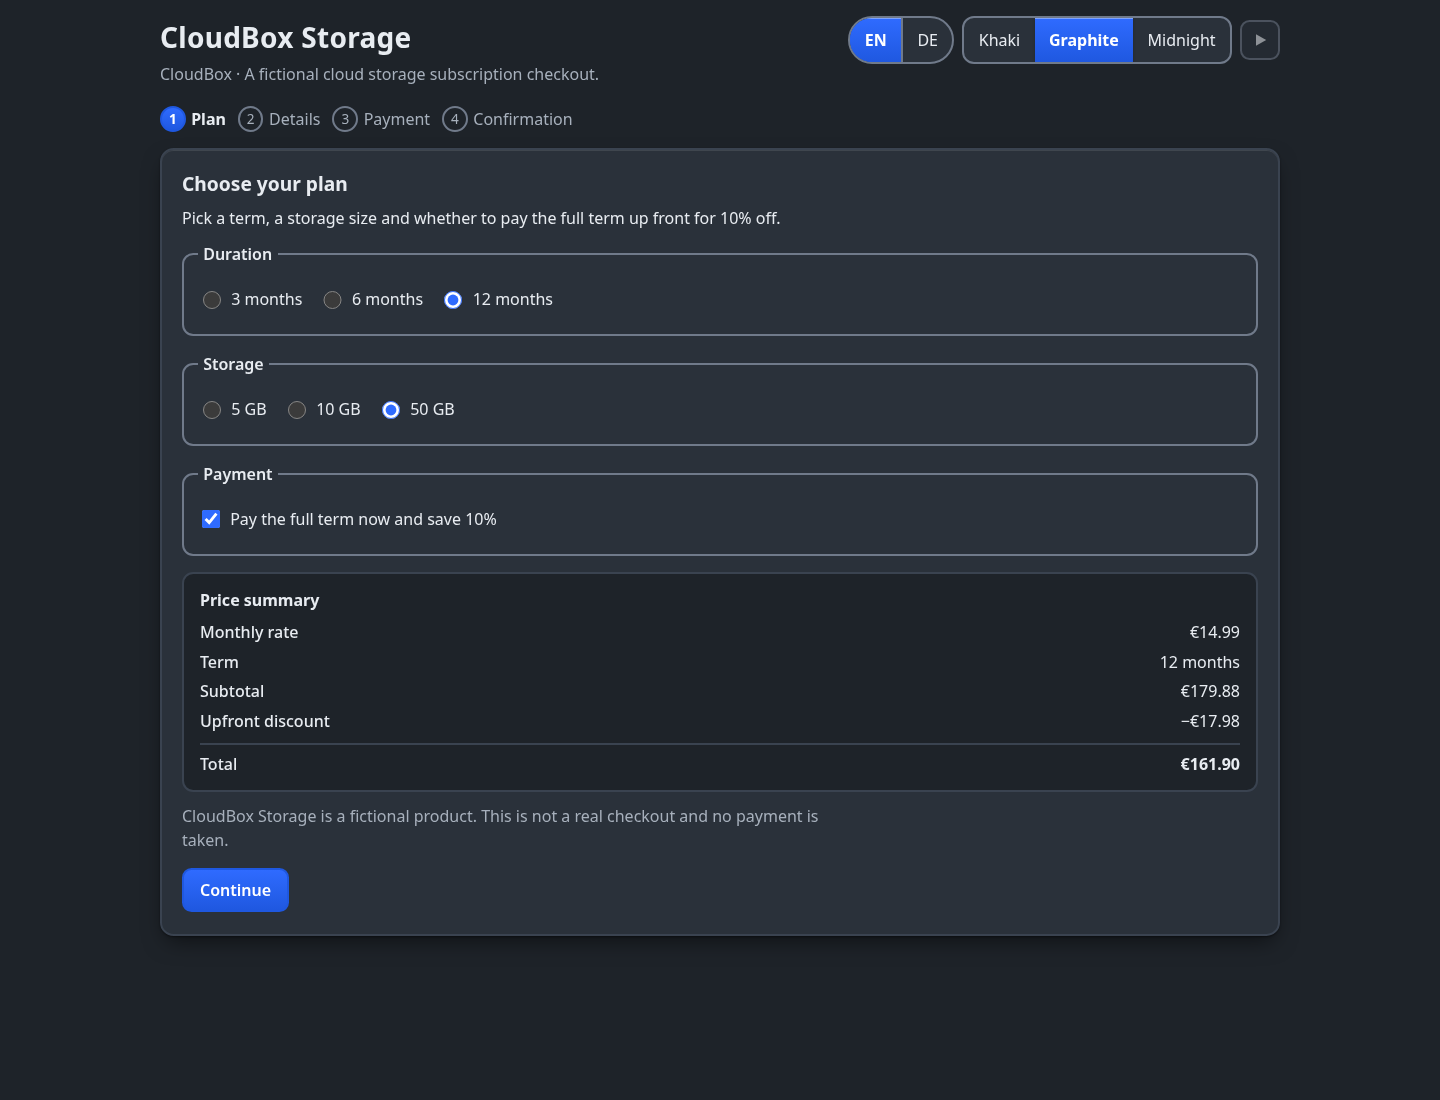 CloudBox Storage
EN DE Khaki Graphite Midnight
CloudBox · A fictional cloud storage subscription checkout.
1 Plan 2 Details 3 Payment 4 Confirmation
Choose your plan
Pick a term, a storage size and whether to pay the full term up front for 10% off.
Duration
3 months 6 months 12 months
Storage
5 GB 10 GB 50 GB
Payment
Pay the full term now and save 10%
Price summary
Monthly rate €14.99
Term 12 months
Subtotal €179.88
Upfront discount −€17.98
Total €161.90
CloudBox Storage is a fictional product. This is not a real checkout and no payment is
taken.
Continue